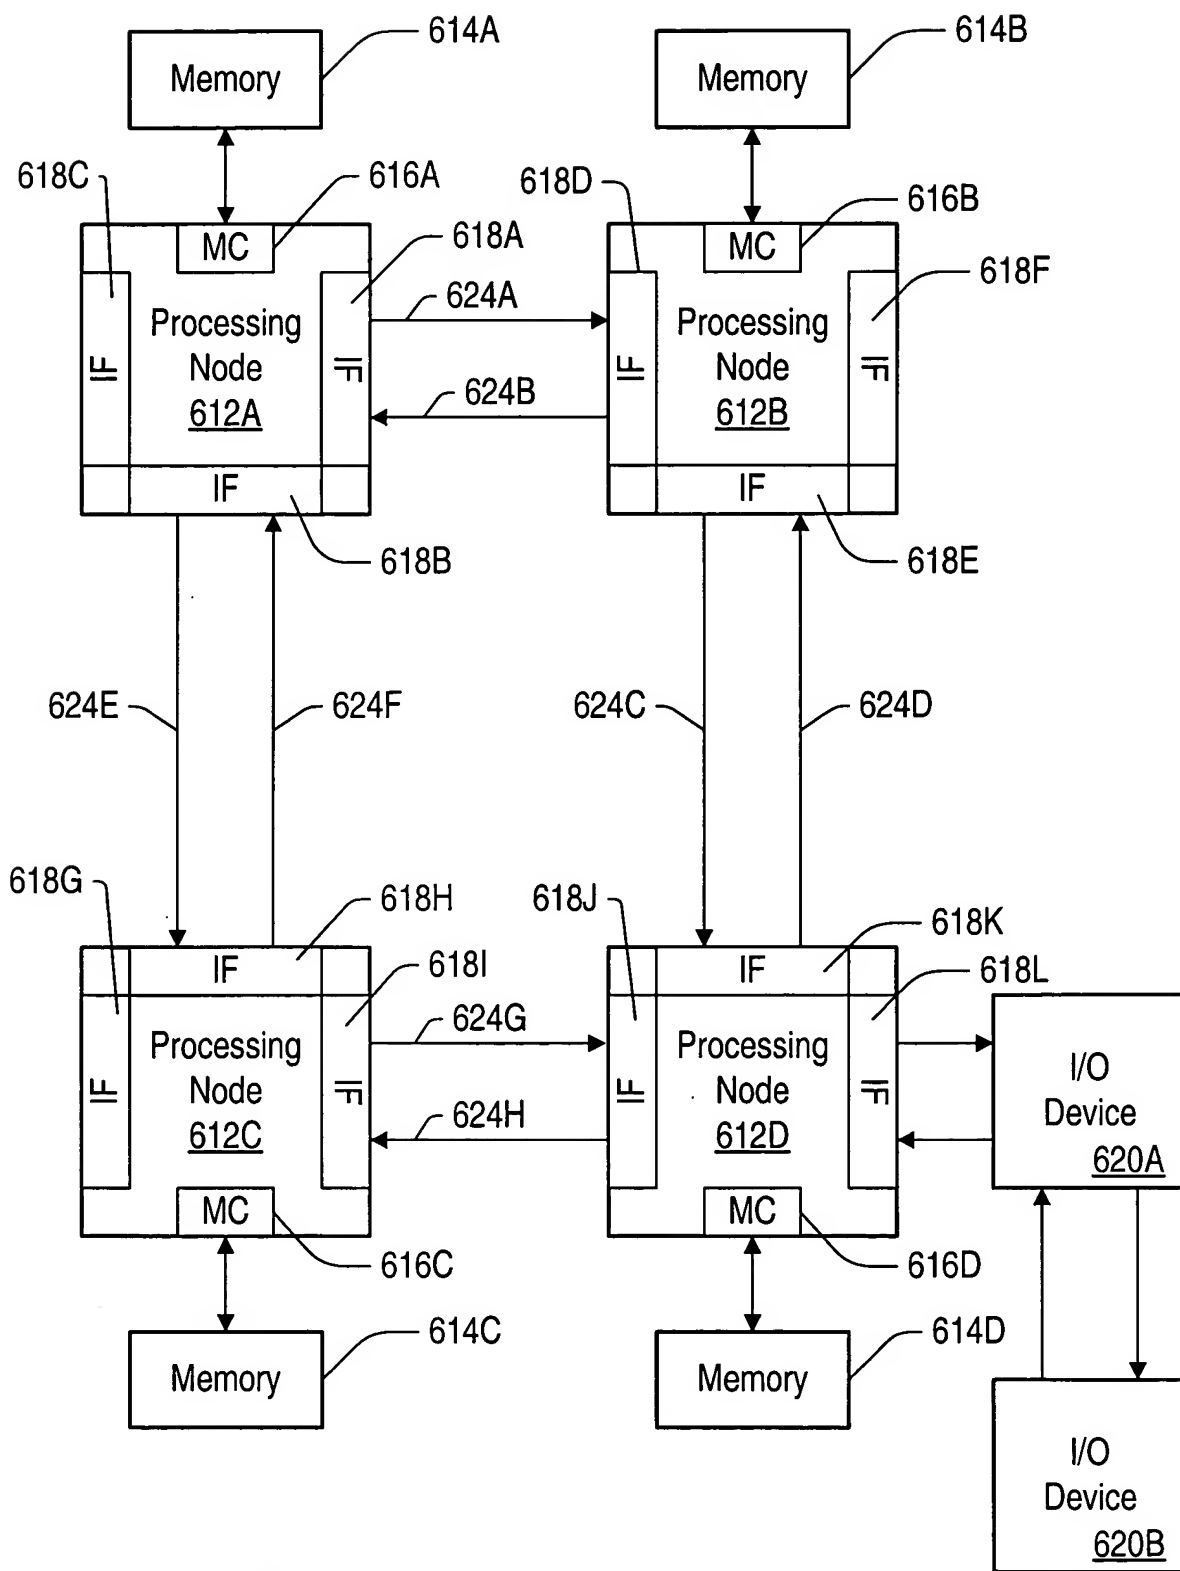 614A
614B
Memory
Memory
618C
616A
618D
616B
MC
618A
MC
618F
624A
Processing
Node
612A
Processing
Node
612B
IF
IF
IF
IF
624B
IF
IF
618B
618E
624E
624F
624C
624D
618G
618H
618J
618K
IF
618I
IF
618L
624G
Processing
Node
612C
Processing
Node
612D
I/O
Device
620A
IF
IF
IF
IF
624H
MC
MC
616C
616D
614C
614D
Memory
Memory
I/O
Device
620B